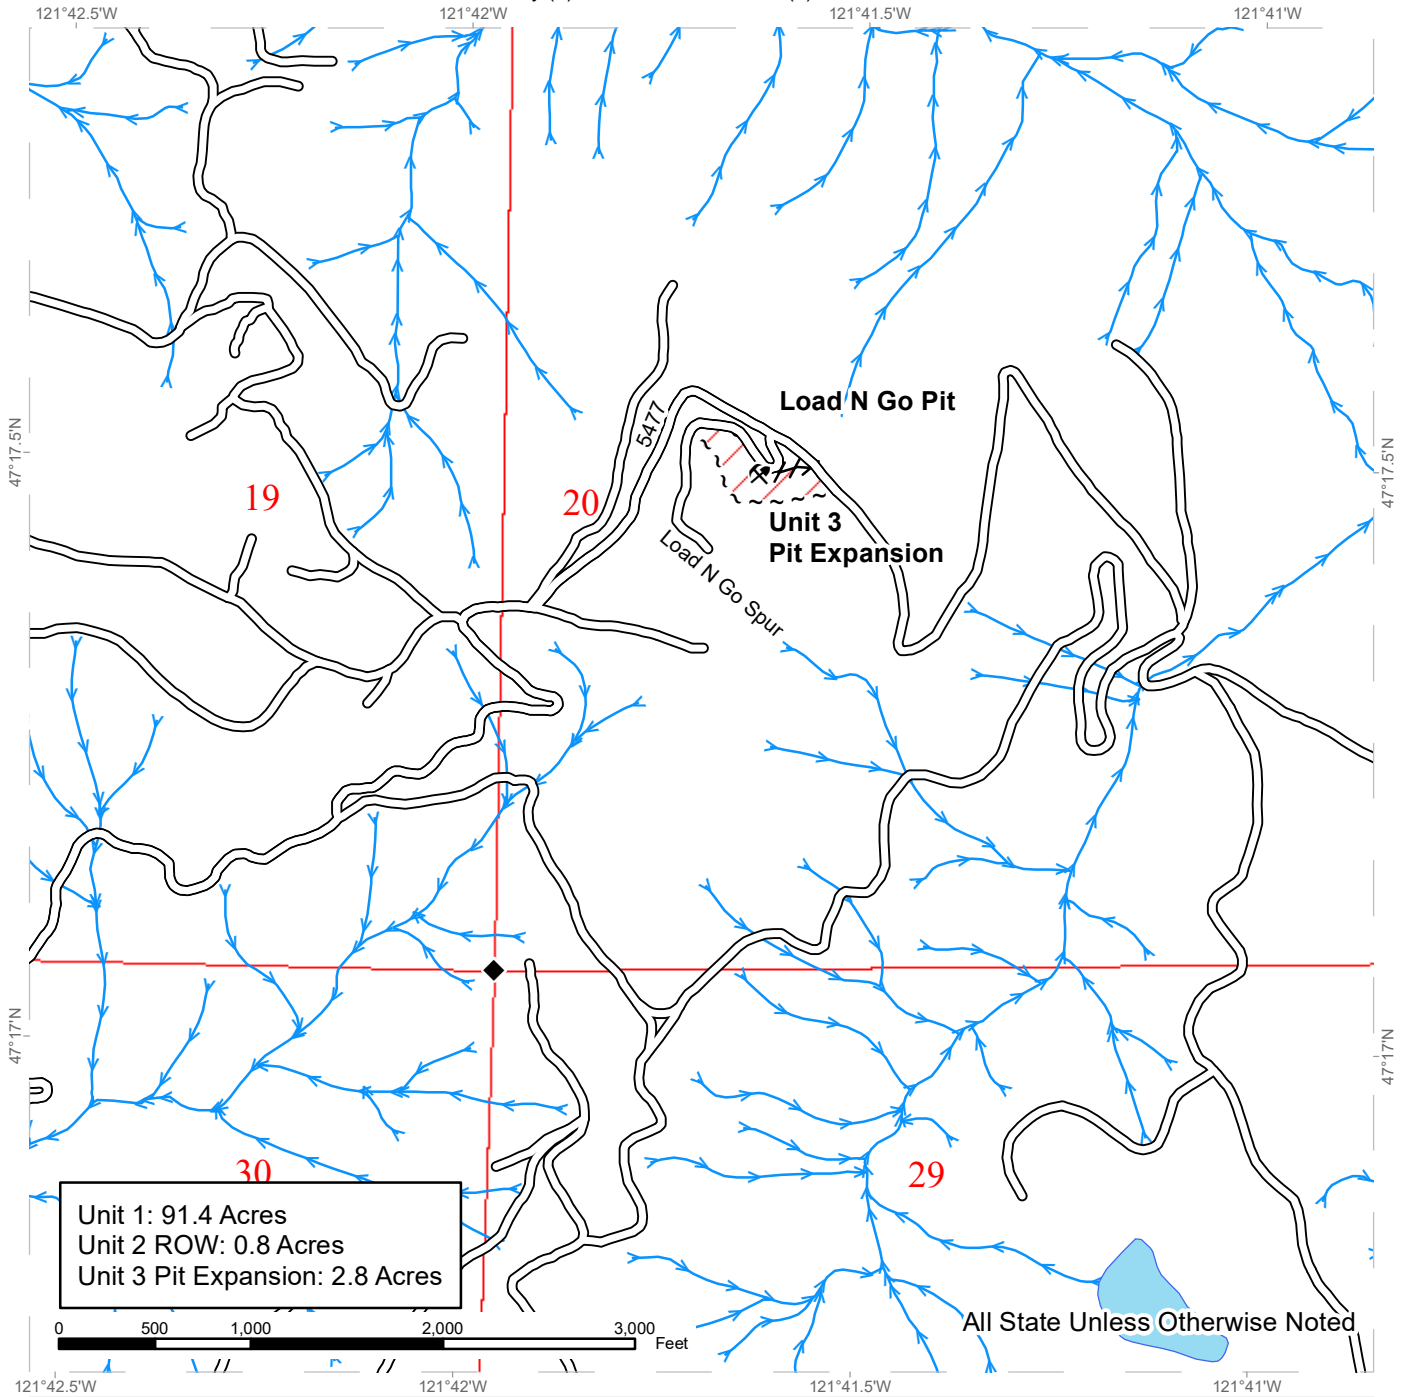 121°42.5'W 121°42'W 121°41.5'W 121°41'W
Load N Go Pit
5477
47°17.5'N 47°17.5'N
19
20
Unit 3
Pit Expansion
Load N Go Spur
47°17'N 47°17'N
30
29
Unit 1: 91.4 Acres
Unit 2 ROW: 0.8 Acres
Unit 3 Pit Expansion: 2.8 Acres
All State Unless Otherwise Noted
0 500 1,000 2,000 3,000
Feet
121°42.5'W 121°42'W 121°41.5'W 121°41'W